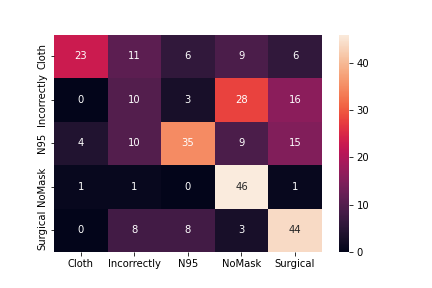 Cloth 23 11 6 9 6
Incorrectly 0 10 3 28 16
N95 4 10 35 9 15
NoMask 1 1 0 46 1
Surgical 0 8 8 3 44
Cloth Incorrectly N95 NoMask Surgical
40
30
20
10
0